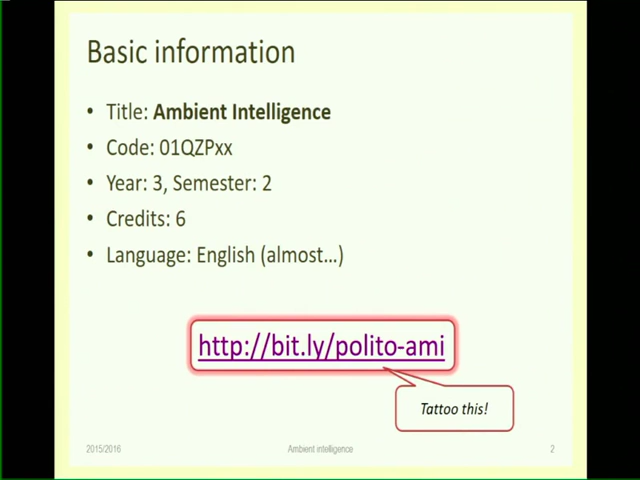 Basic information
• Title: Ambient Intelligence
• Code: 01QZPxx
• Year: 3, Semester: 2
• Credits: 6
• Language: English (almost…)
http://bit.ly/polito-ami
Tattoo this!
2015/2016
Ambient intelligence
2